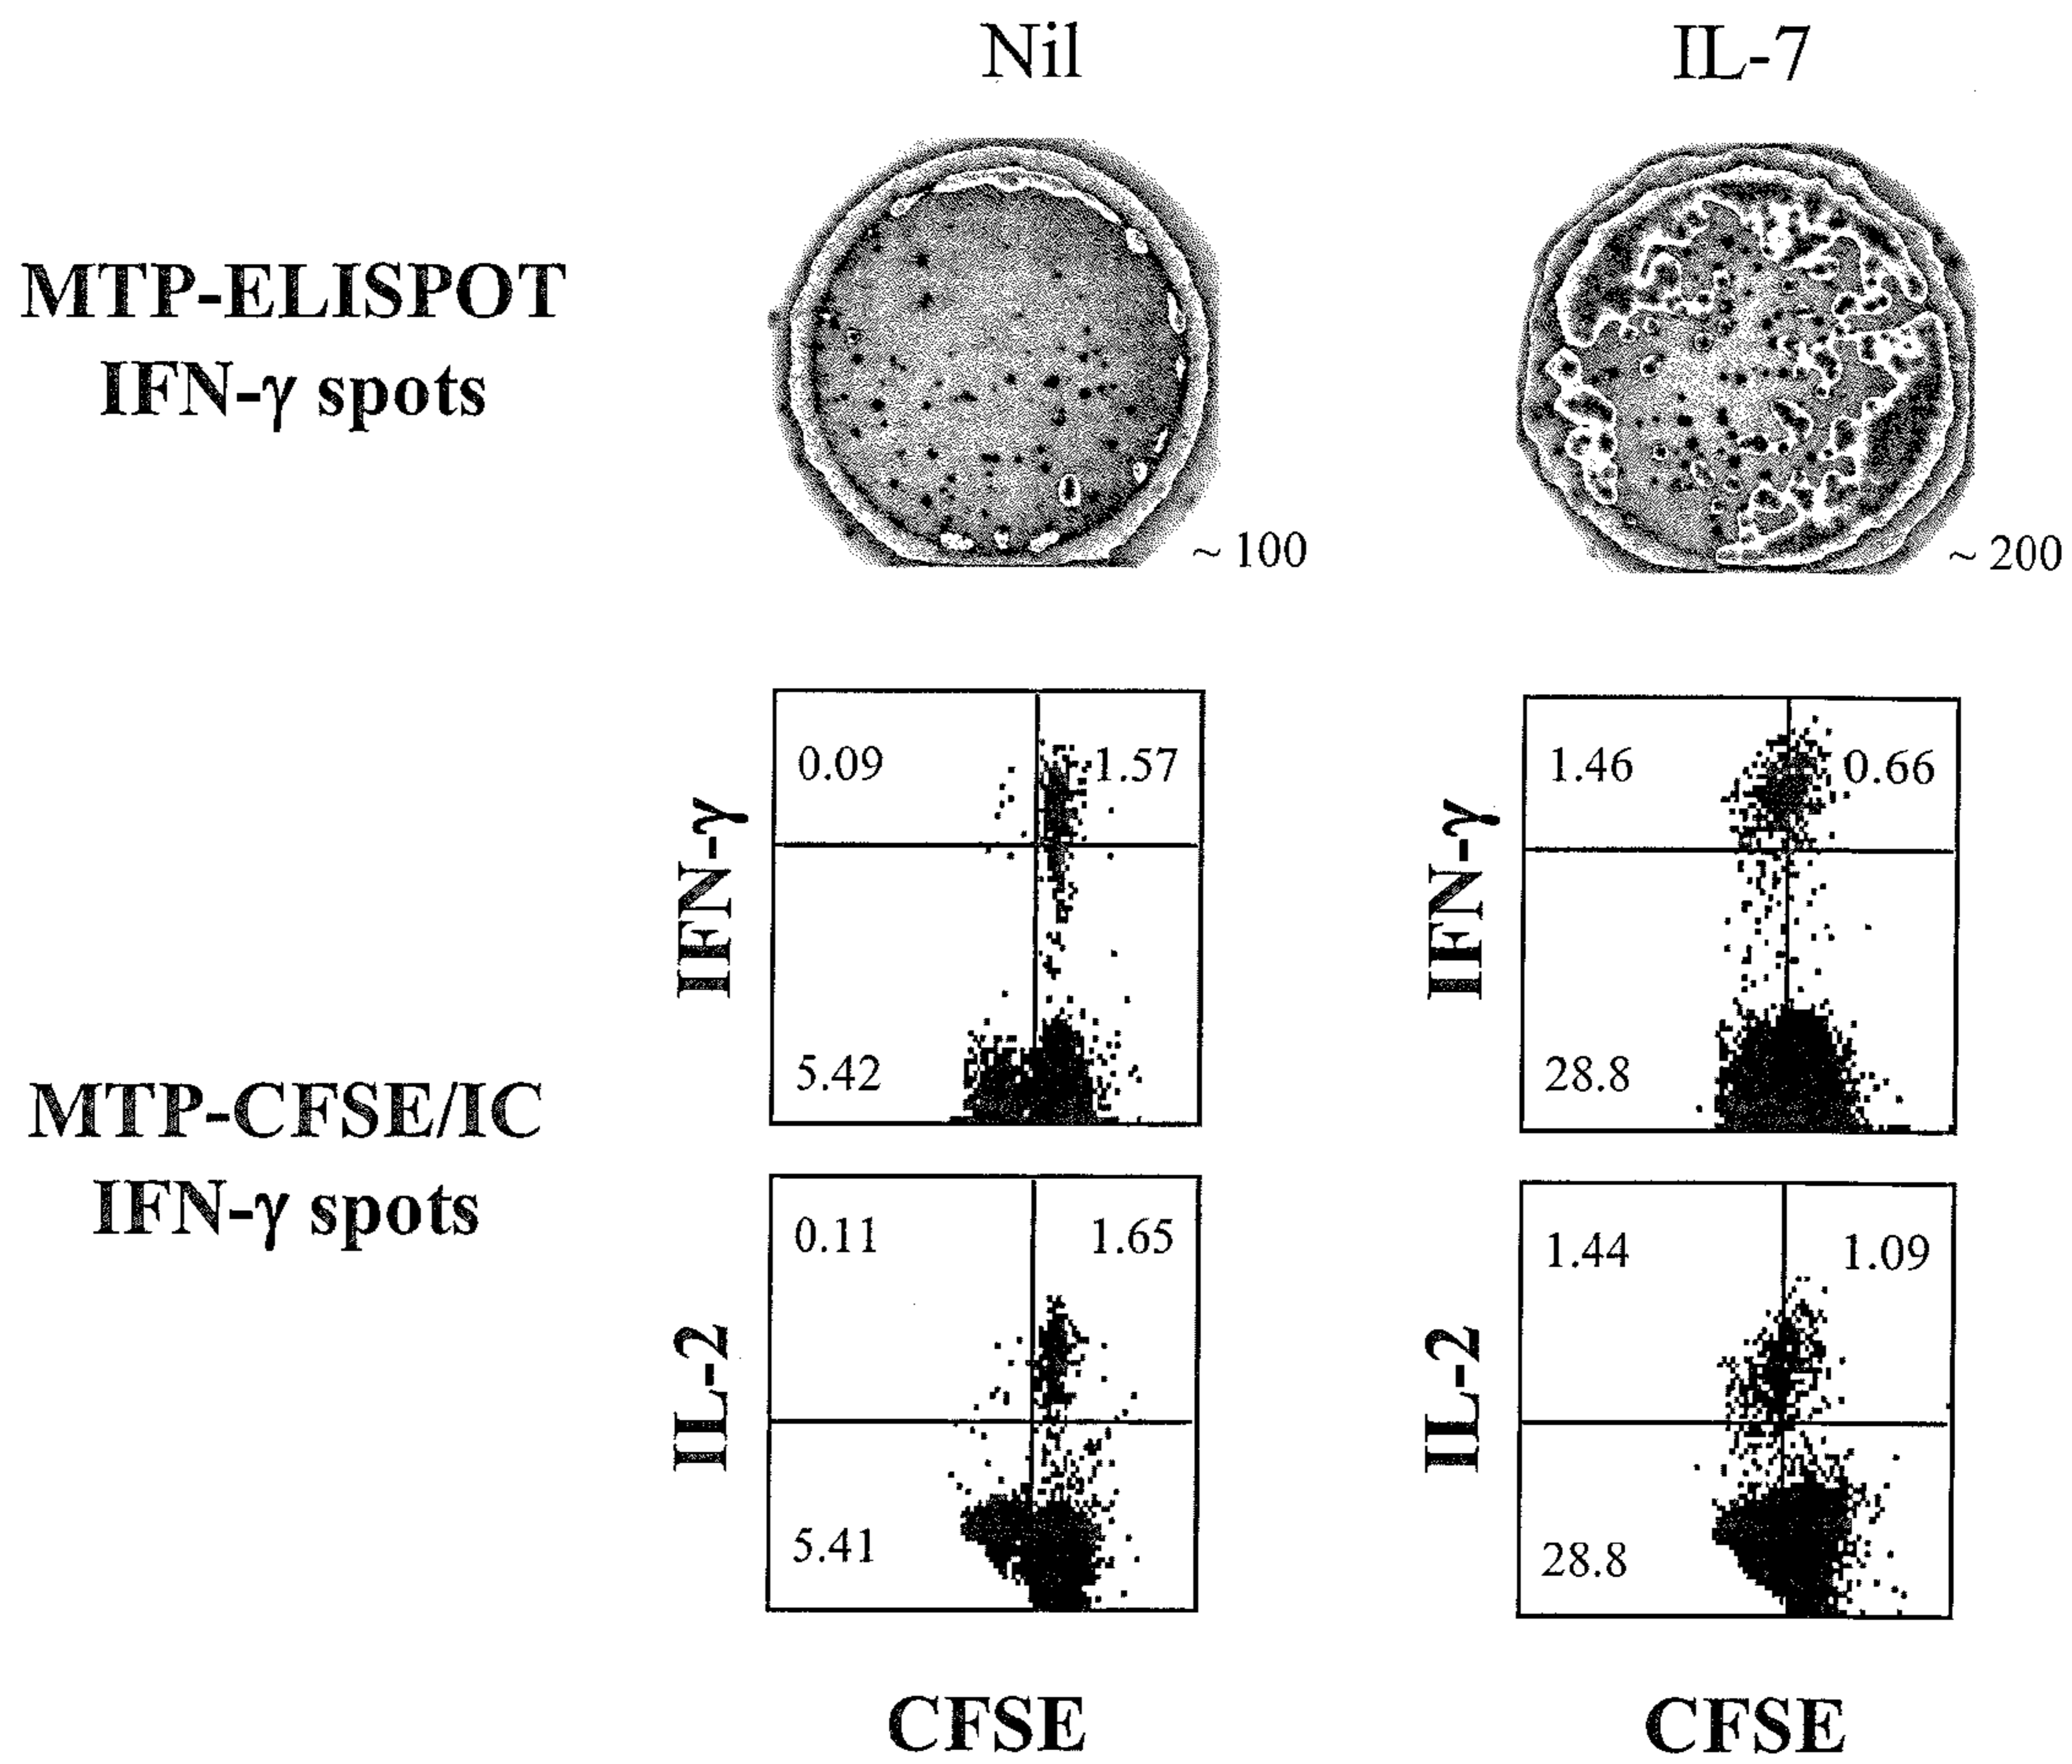 Nil
IL-7
MTP-ELISPOT
IFN-γ spots
~ 100
~ 200
MTP-CFSE/IC
IFN-γ spots
IFN-γ
0.09
1.57
5.42
IFN-γ
1.46
0.66
28.8
IL-2
0.11
1.65
5.41
IL-2
1.44
1.09
28.8
CFSE
CFSE